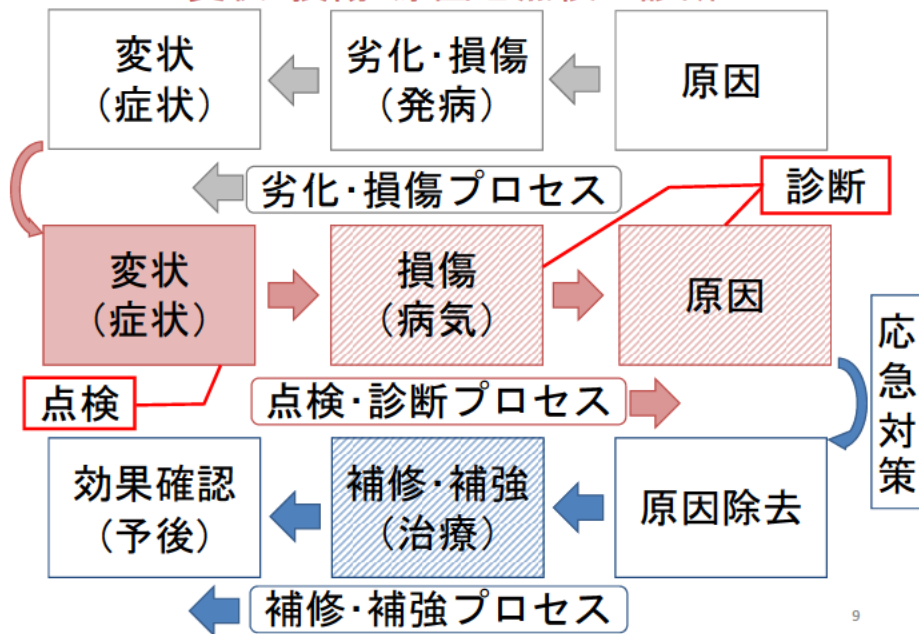 変状
(症状)
劣化・損傷
(発病)
原因
劣化・損傷プロセス
診断
変状
(症状)
損傷
(病気)
原因
点検
点検・診断プロセス
応急対策
効果確認
(予後)
補修・補強
(治療)
原因除去
補修・補強プロセス
9